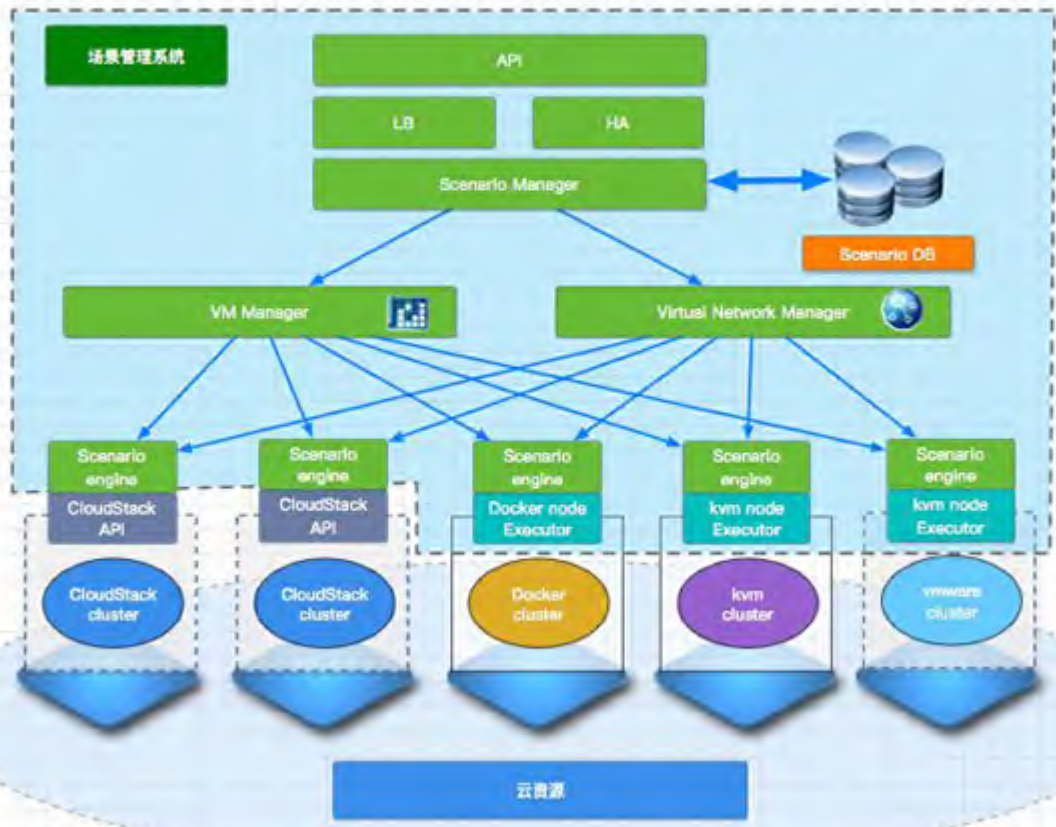 场景管理系统
API
LB
HA
Scenario Manager
Scenario DB
VM Manager
Virtual Network Manager
Scenario
engine
Scenario
engine
Scenario
engine
Scenario
engine
Scenario
engine
CloudStack
API
CloudStack
API
Docker node
Executor
kvm node
Executor
kvm node
Executor
CloudStack
cluster
CloudStack
cluster
Docker
cluster
kvm
cluster
vmware
cluster
云资源